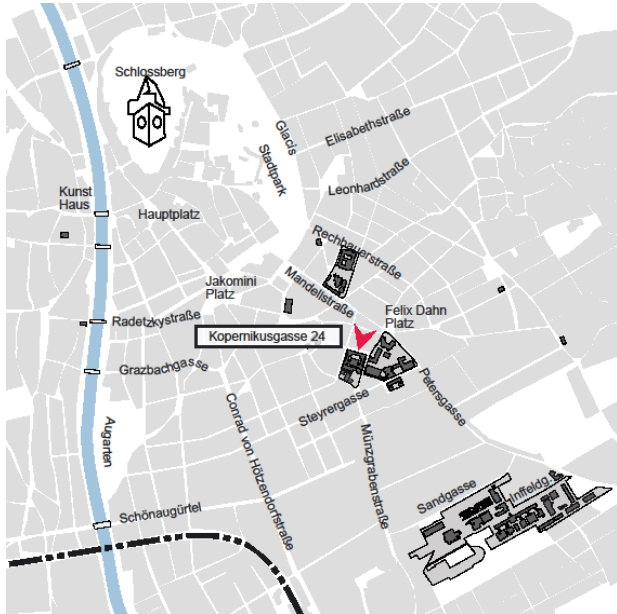 Schlossberg
Glacis
Elisabethstraße
Stadtpark
Leonhardstraße
Kunst
Haus
Hauptplatz
Rechbauerstraße
Jakomini
Platz
Mandellstraße
Felix Dahn
Platz
Radetzkystraße
Kopernikusgasse 24
Grazbachgasse
Petersgasse
Steyrergasse
Conrad von Hötzendorfstraße
Münzgrabenstraße
Augarten
Sandgasse
Inffeldg.
Schönaugürtel